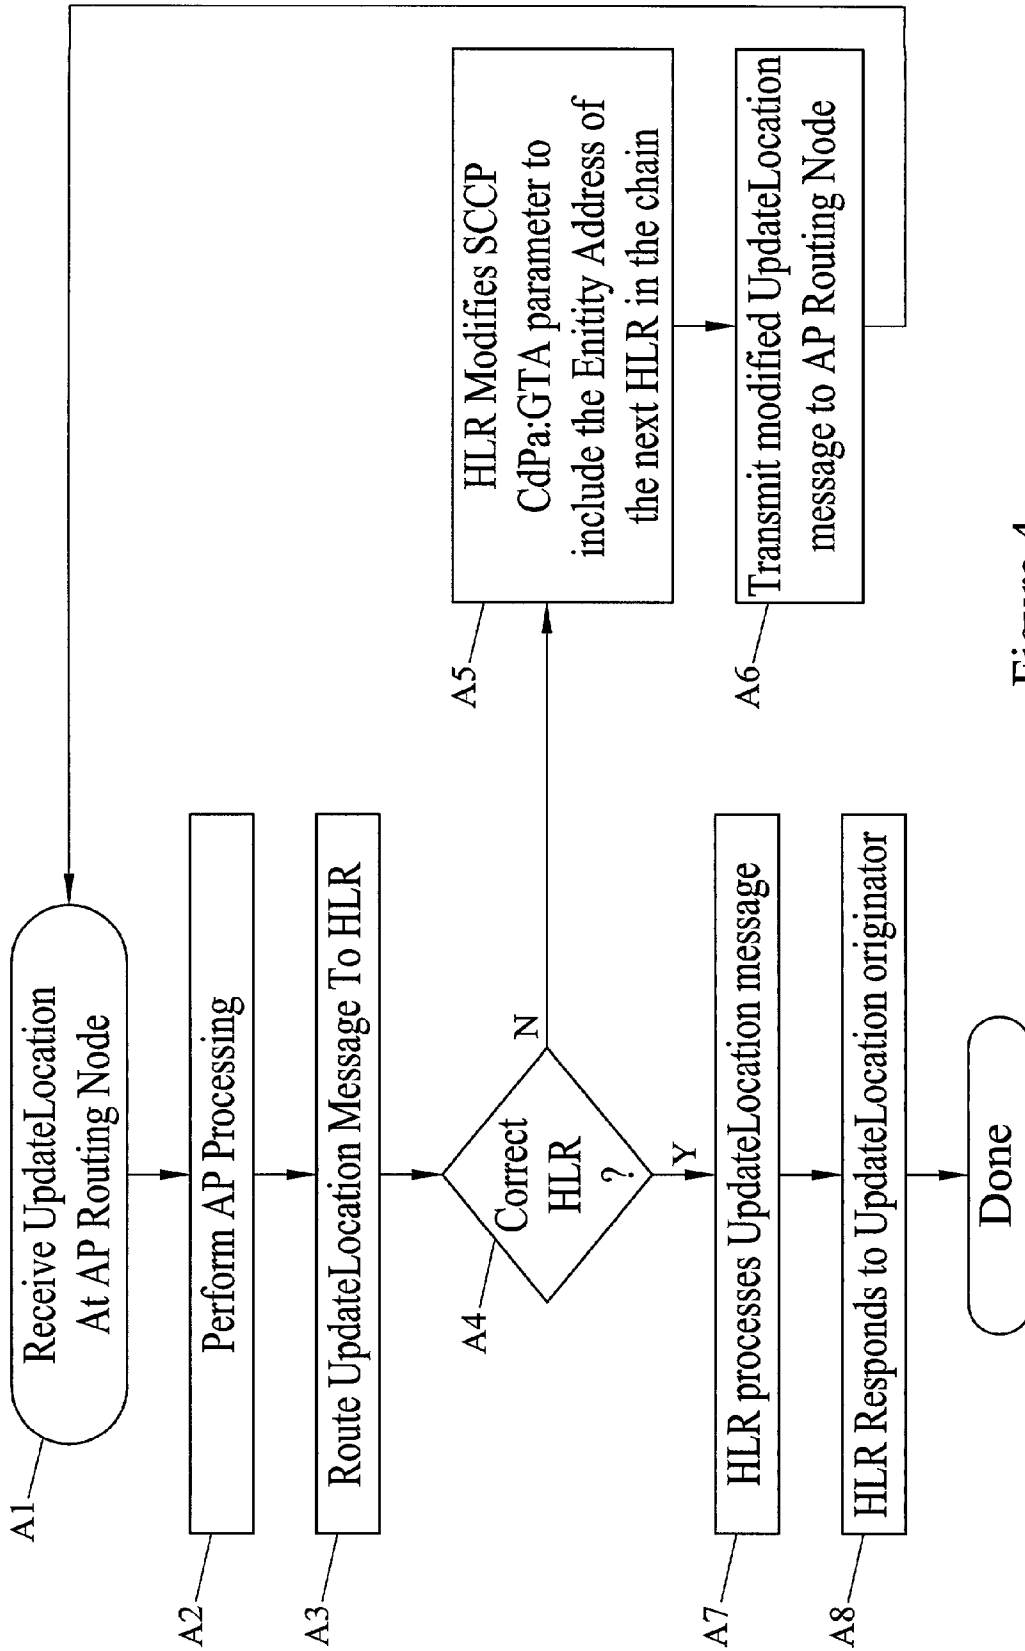 A1
Receive UpdateLocation
At AP Routing Node
A2
Perform AP Processing
A3
Route UpdateLocation Message To HLR
A4
Correct
HLR
?
N
A5
HLR Modifies SCCP
CdPa:GTA parameter to
include the Enitity Address of
the next HLR in the chain
A6
Transmit modified UpdateLocation
message to AP Routing Node
Y
A7
HLR processes UpdateLocation message
A8
HLR Responds to UpdateLocation originator
Done
Figure 4